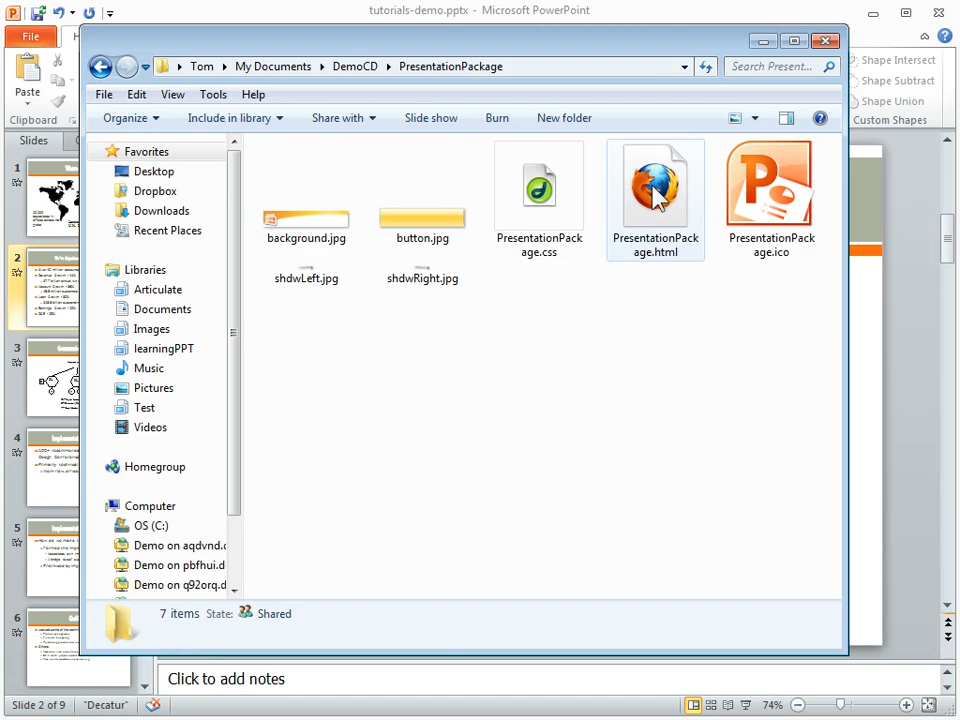 tutorials-demo.pptx - Microsoft PowerPoint
File
Tom My Documents DemoCD PresentationPackage
Search Present...
Shape Intersect
Shape Subtract
Shape Union
Custom Shapes
Paste
Clipboard
File Edit View Tools Help
Organize Include in library Share with Slide show Burn New folder
Slides
Favorites
Desktop
Dropbox
Downloads
Recent Places
Libraries
Articulate
Documents
Images
learningPPT
Music
Pictures
Test
Videos
Homegroup
Computer
OS (C:)
Demo on aqdvnd.d
Demo on pbfhui.d
Demo on q92orq.d
background.jpg
button.jpg
PresentationPack
age.css
PresentationPack
age.html
PresentationPack
age.ico
shdwLeft.jpg
shdwRight.jpg
1
2
3
4
5
6
7 items State: Shared
Click to add notes
Slide 2 of 9 "Decatur" 74%